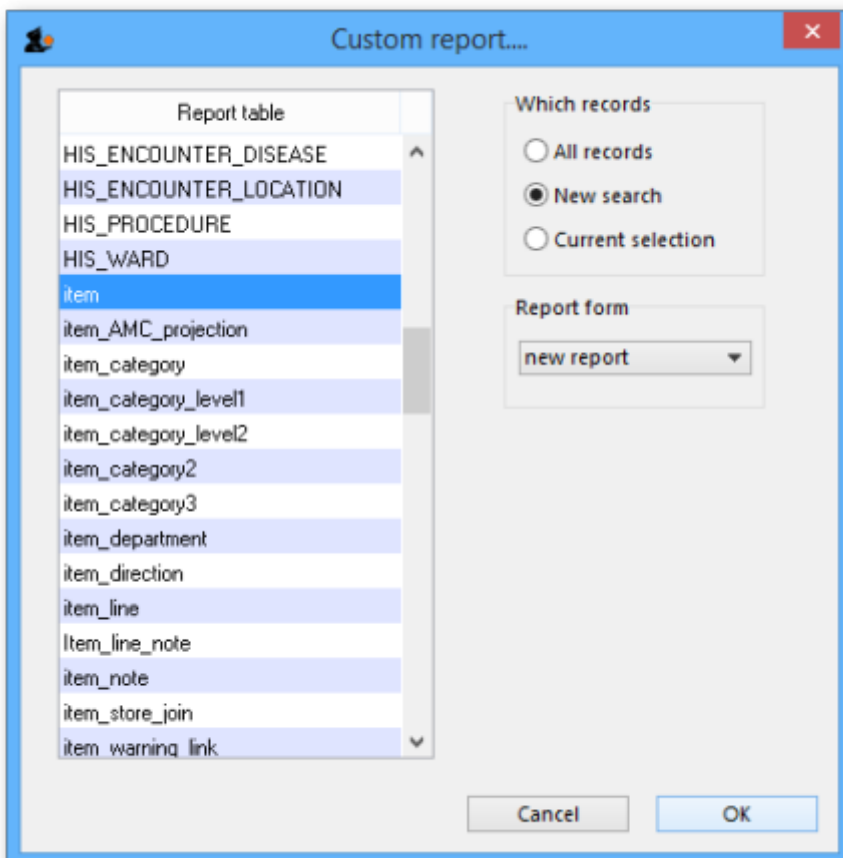 Custom report....
Report table
HIS_ENCOUNTER_DISEASE
HIS_ENCOUNTER_LOCATION
HIS_PROCEDURE
HIS_WARD
item
item_AMC_projection
item_category
item_category_level1
item_category_level2
item_category2
item_category3
item_department
item_direction
item_line
Item_line_note
item_note
item_store_join
item_warning_link
Which records
All records
New search
Current selection
Report form
new report
Cancel
OK